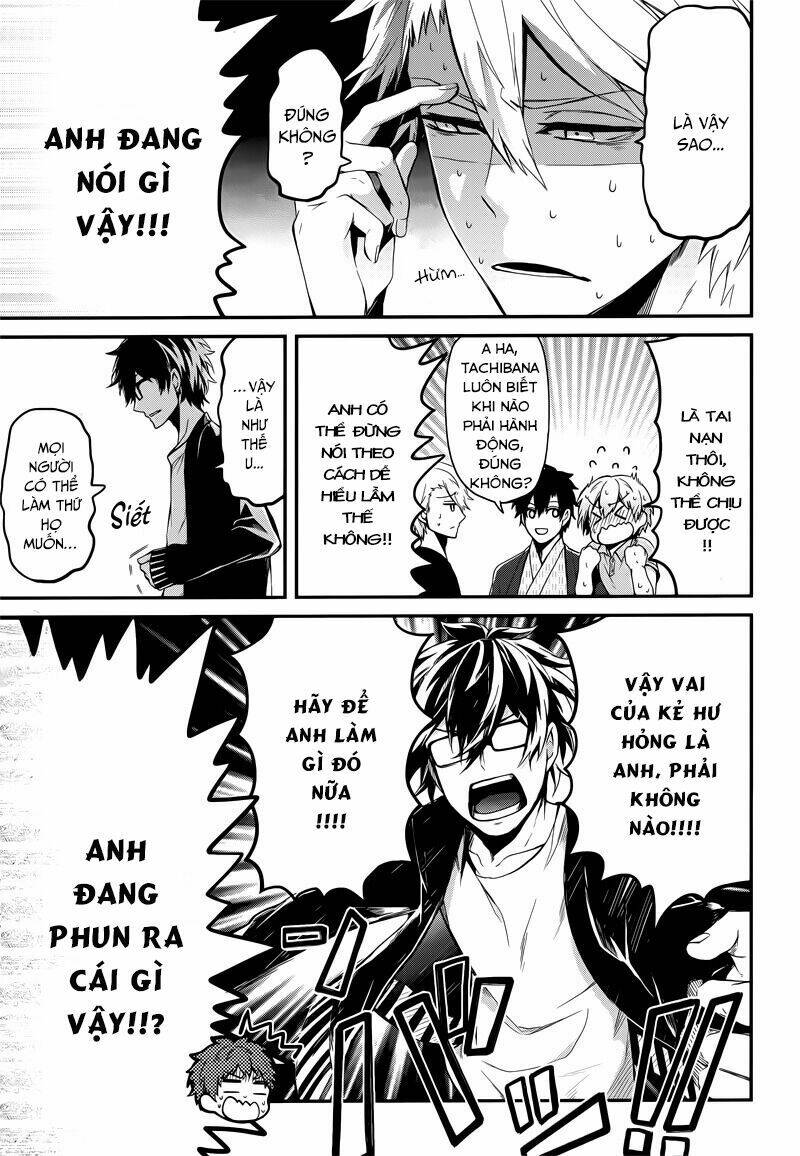 LÀ VẬY
SAO...
ĐÚNG
KHÔNG
?
HỪM...
ANH ĐANG
NÓI GÌ
VẬY!!!
LÀ TAI
NẠN
THÔI,
KHÔNG
THỂ CHỊU
ĐƯỢC
!!
A HA,
TACHIBANA
LUÔN BIẾT
KHI NÀO
PHẢI HÀNH
ĐỘNG,
ĐÚNG
KHÔNG?
ANH CÓ
THỂ ĐỪNG
NÓI THEO
CÁCH DỄ
HIỂU LẮM
THẾ
KHÔNG!!
...VẬY
LÀ
NHƯ
THẾ
Ư...
SIẾT
MỌI
NGƯỜI
CÓ THỂ
LÀM THỨ
HỌ
MUỐN...
VẬY VAI
CỦA KẺ HƯ
HỎNG LÀ
ANH, PHẢI
KHÔNG
NÀO!!!!
HÃY ĐỂ
ANH LÀM
GÌ ĐÓ
NỮA
!!!!
ANH
ĐANG
PHUN RA
CÁI GÌ
VẬY!!?